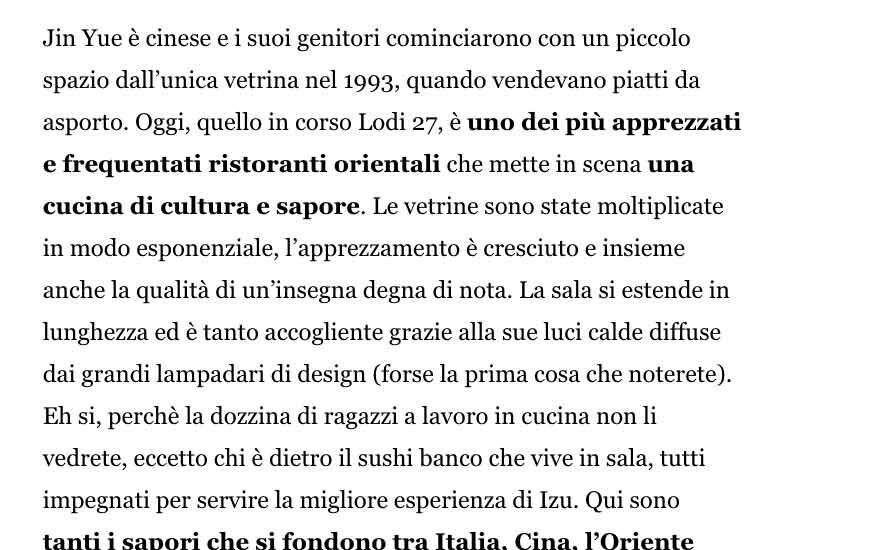 Jin Yue è cinese e i suoi genitori cominciarono con un piccolo
spazio dall’unica vetrina nel 1993, quando vendevano piatti da
asporto. Oggi, quello in corso Lodi 27, è uno dei più apprezzati
e frequentati ristoranti orientali che mette in scena una
cucina di cultura e sapore. Le vetrine sono state moltiplicate
in modo esponenziale, l’apprezzamento è cresciuto e insieme
anche la qualità di un’insegna degna di nota. La sala si estende in
lunghezza ed è tanto accogliente grazie alla sue luci calde diffuse
dai grandi lampadari di design (forse la prima cosa che noterete).
Eh si, perchè la dozzina di ragazzi a lavoro in cucina non li
vedrete, eccetto chi è dietro il sushi banco che vive in sala, tutti
impegnati per servire la migliore esperienza di Izu. Qui sono
tanti i sapori che si fondono tra Italia, Cina, l’Oriente